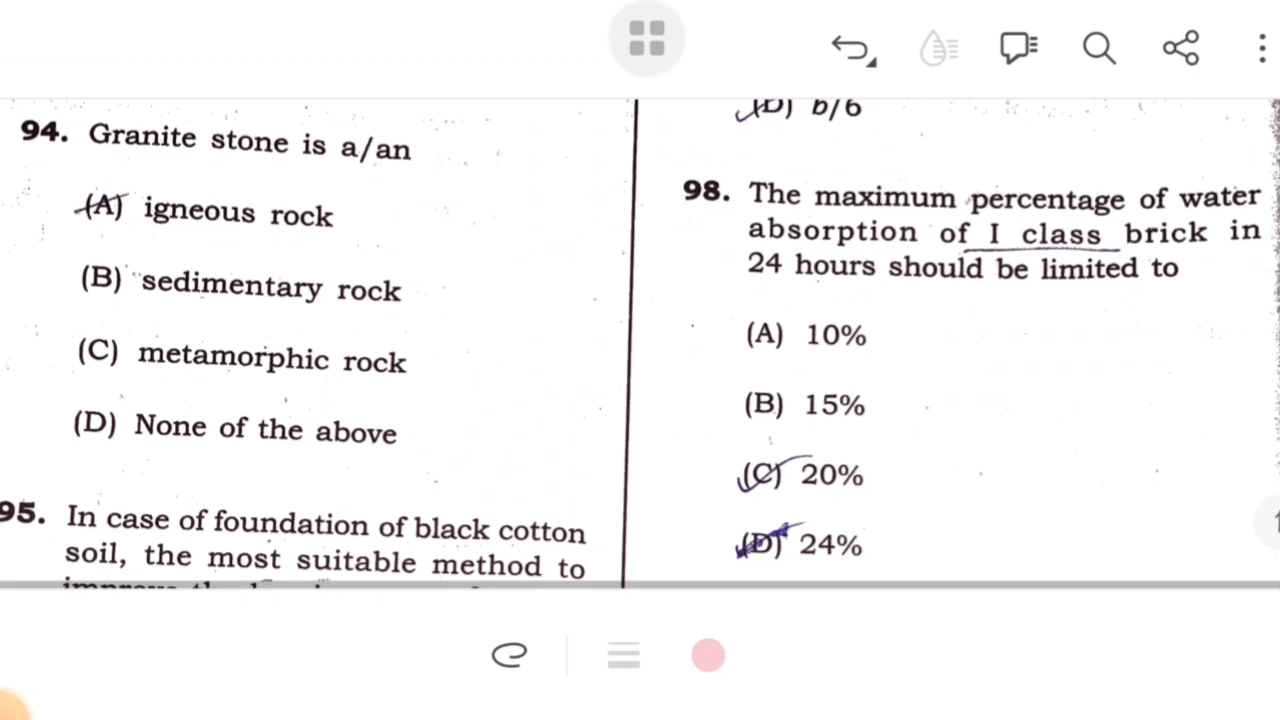 94. Granite stone is a/an
(A) igneous rock
(B) sedimentary rock
(C) metamorphic rock
(D) None of the above
95. In case of foundation of black cotton
soil, the most suitable method to
(D) b/6
98. The maximum percentage of water
absorption of I class brick in
24 hours should be limited to
(A) 10%
(B) 15%
(C) 20%
(D) 24%